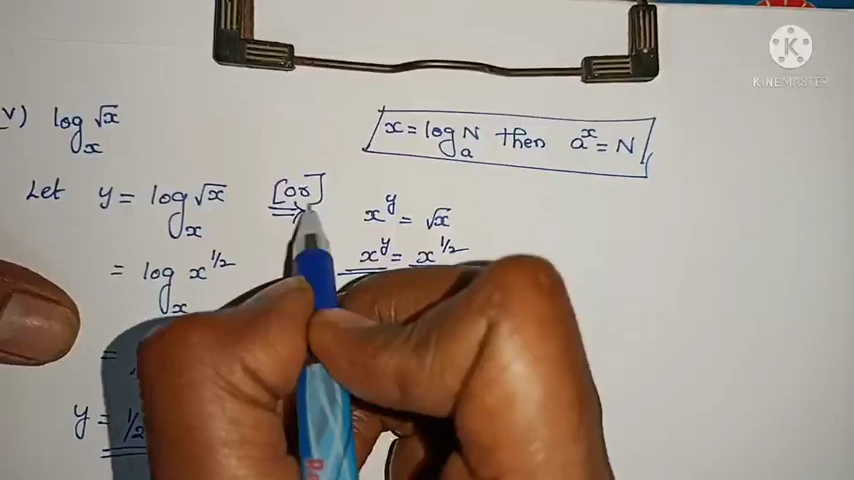 KINEMASTER
v) log_x √x
x = log_a N then a^x = N
Let y = log_x √x [or]
x^y = √x
x^y = x^1/2
= log_x x^1/2
=
y = 1/2